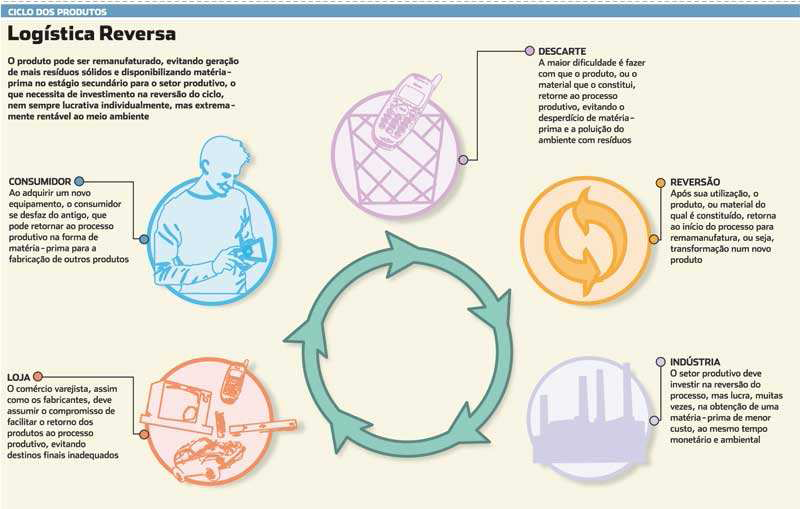 CICLO DOS PRODUTOS
Logística Reversa
O produto pode ser remanufaturado, evitando geração
de mais resíduos sólidos e disponibilizando matéria-
prima no estágio secundário para o setor produtivo, o
que necessita de investimento na reversão do ciclo,
nem sempre lucrativa individualmente, mas extrema-
mente rentável ao meio ambiente
DESCARTE
A maior dificuldade é fazer
com que o produto, ou o
material que o constitui,
retorne ao processo
produtivo, evitando o
desperdício de matéria-
prima e a poluição do
ambiente com resíduos
CONSUMIDOR
Ao adquirir um novo
equipamento, o consumidor
se desfaz do antigo, que
pode retornar ao processo
produtivo na forma de
matéria-prima para a
fabricação de outros produtos
REVERSÃO
Após sua utilização, o
produto, ou material do
qual é constituído, retorna
ao início do processo para
remamanufatura, ou seja,
transformação num novo
produto
LOJA
O comércio varejista, assim
como os fabricantes, deve
assumir o compromisso de
facilitar o retorno dos
produtos ao processo
produtivo, evitando
destinos finais inadequados
INDÚSTRIA
O setor produtivo deve
investir na reversão do
processo, mas lucra, muitas
vezes, na obtenção de uma
matéria-prima de menor
custo, ao mesmo tempo
monetário e ambiental